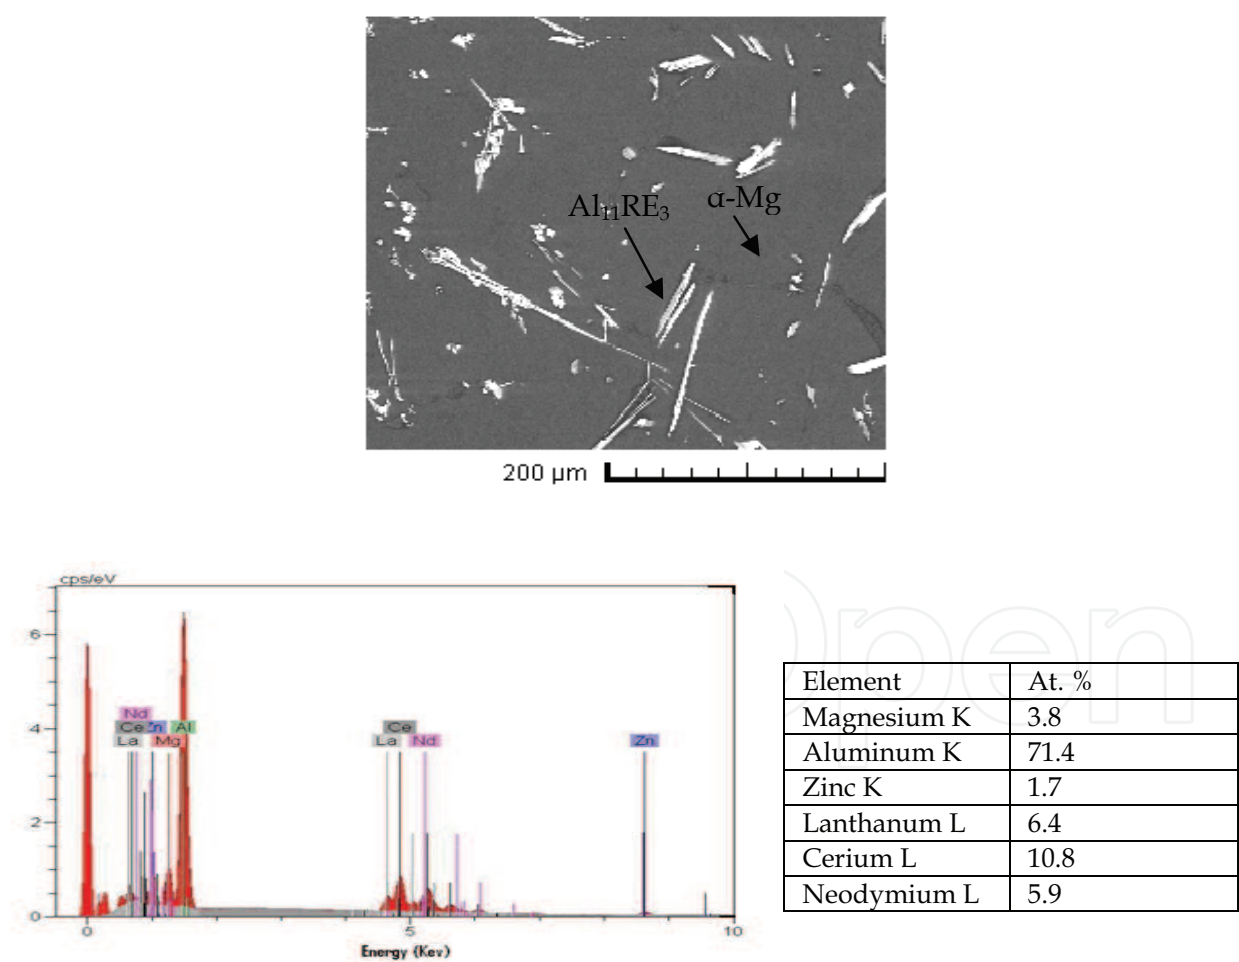 Al₁₁RE₃
α-Mg
200 µm
cps/eV
6
4
2
0
Nd
Ce Zn Al
La Mg
Ce
La Nd
Zn
0 5 10
Energy (Kev)
Open
Element At. %
Magnesium K 3.8
Aluminum K 71.4
Zinc K 1.7
Lanthanum L 6.4
Cerium L 10.8
Neodymium L 5.9